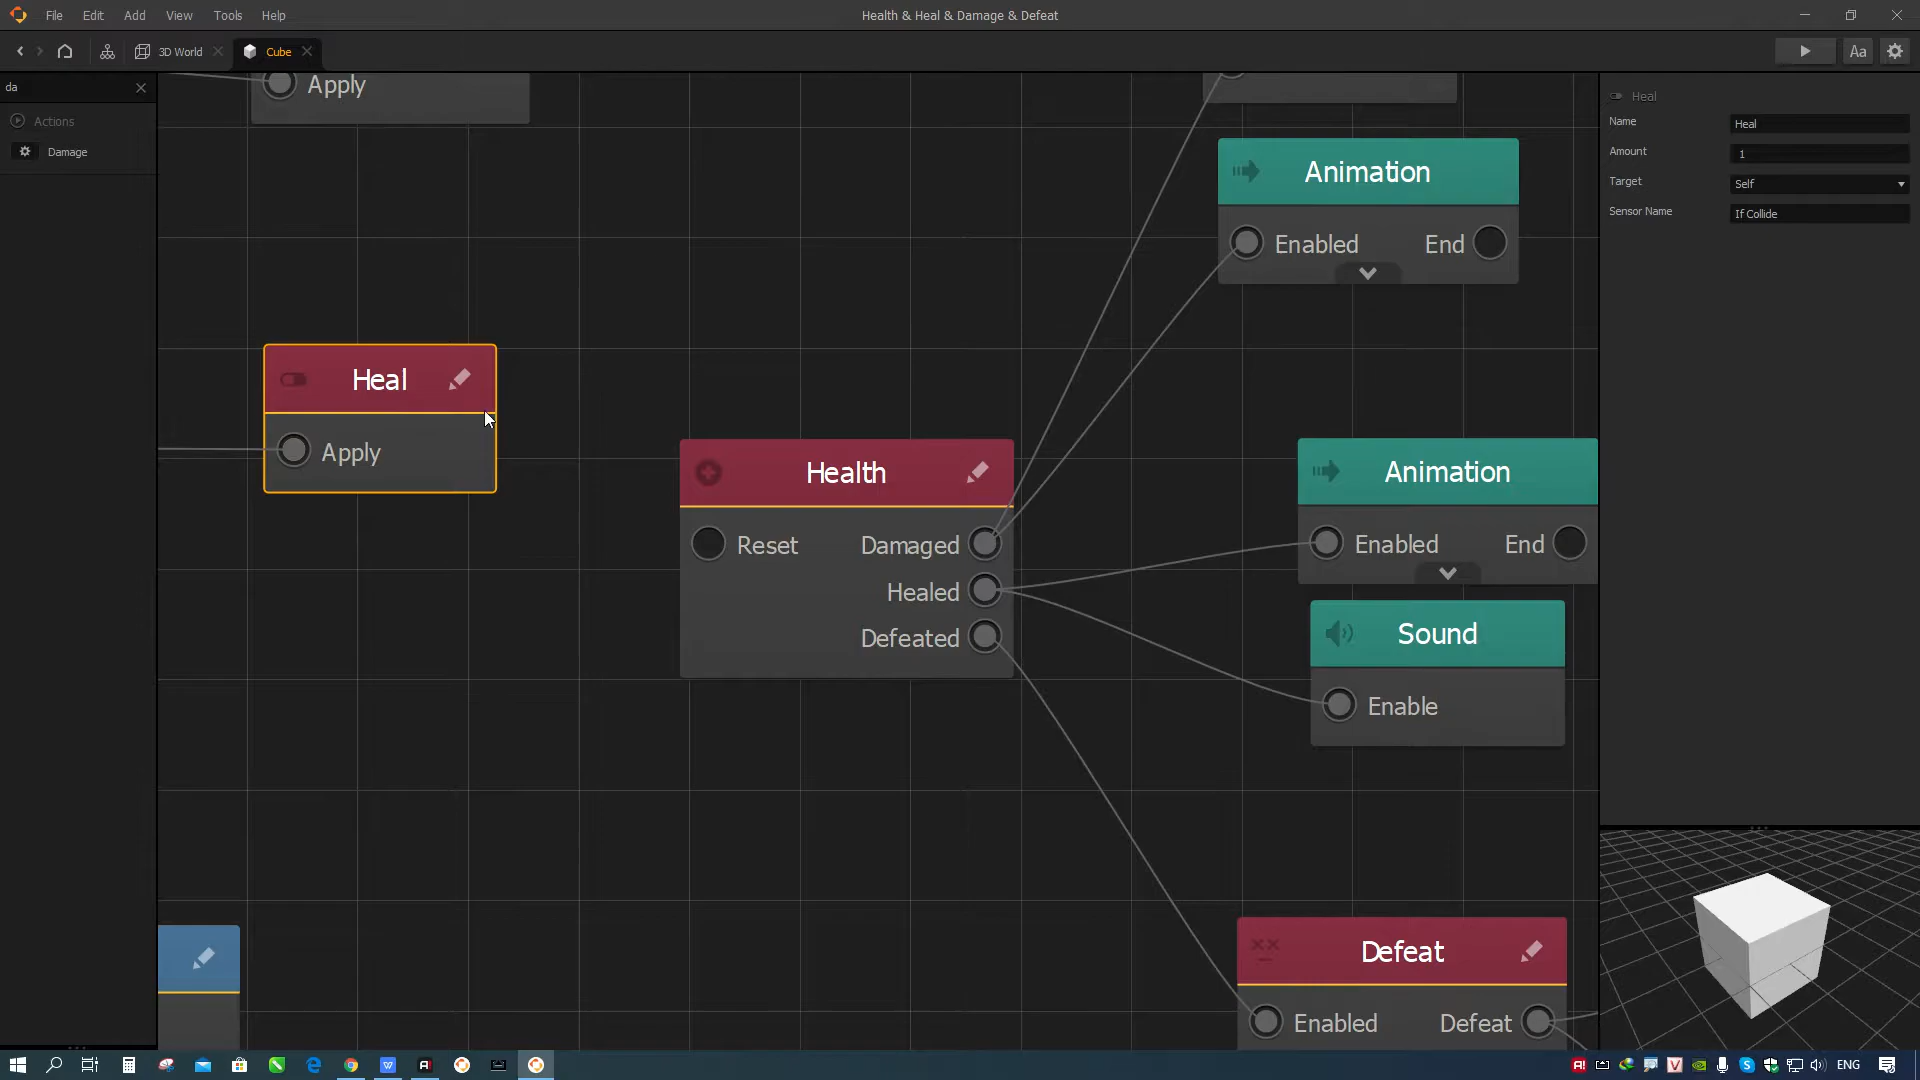 File Edit View Add Tools Help
Health & Heal & Damage & Defeat
3D World
Cube
Aa
da
Actions
Damage
Apply
Animation
Enabled End
Heal
Apply
Health
Reset Damaged
Healed
Defeated
Animation
Enabled End
Sound
Enable
Defeat
Enabled Defeat
Heal
Name Heal
Amount 1
Target Self
Sensor Name If Collide
ENG